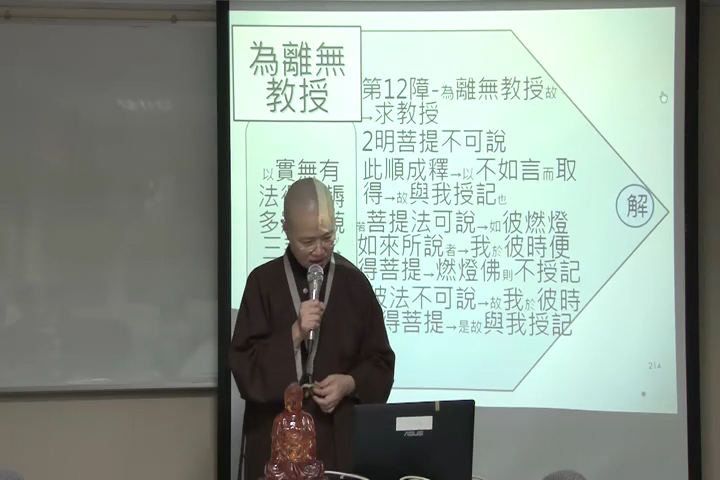 為離無
教授
第12障-為離無教授故
→求教授
2明菩提不可說
此順成釋→以不如言而取
得→故與我授記也
若菩提法可說→如彼燃燈
如來所說者→我於彼時便
得菩提→燃燈佛則不授記
彼法不可說→故我於彼時
得菩提→是故與我授記
以實無有
法
多
三
解
214
ASUS